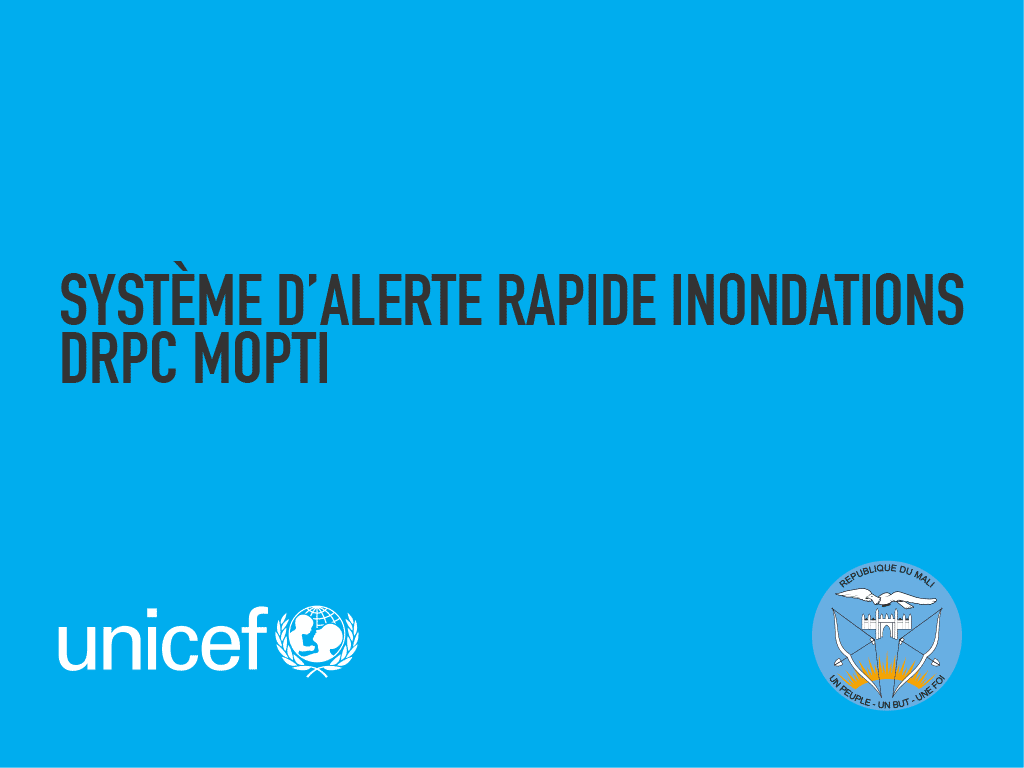 SYSTÈME D’ALERTE RAPIDE INONDATIONS
DRPC MOPTI
unicef
REPUBLIQUE DU MALI
UN PEUPLE - UN BUT - UNE FOI